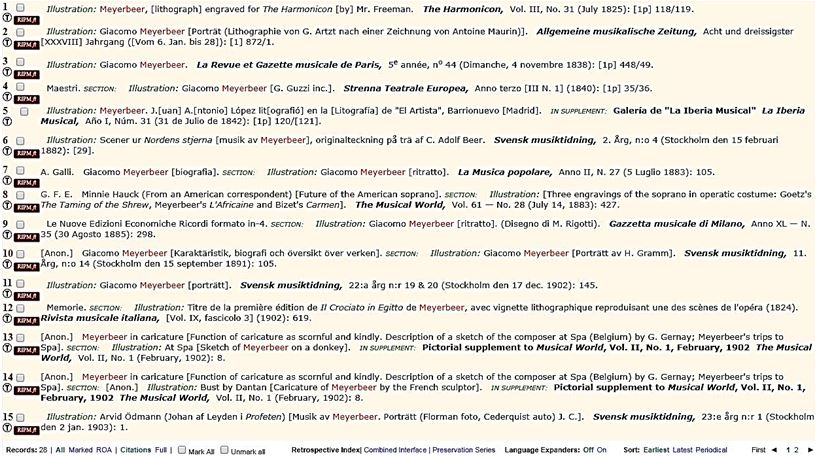 1 Illustration: Meyerbeer, [lithograph] engraved for The Harmonicon [by] Mr. Freeman. The Harmonicon, Vol. III, No. 31 (July 1825): [1p] 118/119.
T RIPM ft
2 Illustration: Giacomo Meyerbeer [Porträt (Lithographie von G. Artzt nach einer Zeichnung von Antoine Maurin)]. Allgemeine musikalische Zeitung, Acht und dreissigster
T RIPM ft [XXXVIII] Jahrgang ([Vom 6. Jan. bis 28]): [1] 872/1.
3 Illustration: Giacomo Meyerbeer. La Revue et Gazette musicale de Paris, 5e année, no 44 (Dimanche, 4 novembre 1838): [1p] 448/49.
T RIPM ft
4 Maestri. SECTION: Illustration: Giacomo Meyerbeer [G. Guzzi inc.]. Strenna Teatrale Europea, Anno terzo [III N. 1] (1840): [1p] 35/36.
T RIPM ft
5 Illustration: Meyerbeer. J.[uan] A.[ntonio] López lit[ografió] en la [Litografía] de "El Artista", Barrionuevo [Madrid]. IN SUPPLEMENT: Galería de "La Iberia Musical" La Iberia
T Musical, Año I, Núm. 31 (31 de Julio de 1842): [1p] 120/[121].
6 Illustration: Scener ur Nordens stjerna [musik av Meyerbeer], originalteckning på trä af C. Adolf Beer. Svensk musiktidning, 2. Årg, n:o 4 (Stockholm den 15 februari
T RIPM ft 1882): [29].
7 A. Galli. Giacomo Meyerbeer [biografia]. SECTION: Illustration: Giacomo Meyerbeer [ritratto]. La Musica popolare, Anno II, N. 27 (5 Luglio 1883): 105.
T RIPM ft
8 G. F. E. Minnie Hauck (From an American correspondent) [Future of the American soprano]. SECTION: Illustration: [Three engravings of the soprano in operatic costume: Goetz's
T RIPM ft The Taming of the Shrew, Meyerbeer's L'Africaine and Bizet's Carmen]. The Musical World, Vol. 61 — No. 28 (July 14, 1883): 427.
9 Le Nuove Edizioni Economiche Ricordi formato in-4. SECTION: Illustration: Giacomo Meyerbeer [ritratto]. (Disegno di M. Rigotti). Gazzetta musicale di Milano, Anno XL — N.
T RIPM ft 35 (30 Agosto 1885): 298.
10 [Anon.] Giacomo Meyerbeer [Karaktäristik, biografi och översikt över verken]. SECTION: Illustration: Giacomo Meyerbeer [Porträtt av H. Gramm]. Svensk musiktidning, 11.
T RIPM ft Årg, n:o 14 (Stockholm den 15 september 1891): 105.
11 Illustration: Giacomo Meyerbeer [porträtt]. Svensk musiktidning, 22:a årg n:r 19 & 20 (Stockholm den 17 dec. 1902): 145.
T RIPM ft
12 Memorie. SECTION: Illustration: Titre de la première édition de Il Crociato in Egitto de Meyerbeer, avec vignette lithographique reproduisant une des scènes de l'opéra (1824).
T RIPM ft Rivista musicale italiana, [Vol. IX, fascicolo 3] (1902): 619.
13 [Anon.] Meyerbeer in caricature [Function of caricature as scornful and kindly. Description of a sketch of the composer at Spa (Belgium) by G. Gernay; Meyerbeer's trips to
T RIPM ft Spa]. SECTION: Illustration: At Spa [Sketch of Meyerbeer on a donkey]. IN SUPPLEMENT: Pictorial supplement to Musical World, Vol. II, No. 1, February, 1902 The Musical
World, Vol. II, No. 1 (February, 1902): 8.
14 [Anon.] Meyerbeer in caricature [Function of caricature as scornful and kindly. Description of a sketch of the composer at Spa (Belgium) by G. Gernay; Meyerbeer's trips to
T RIPM ft Spa]. SECTION: [Anon.] Illustration: Bust by Dantan [Caricature of Meyerbeer by the French sculptor]. IN SUPPLEMENT: Pictorial supplement to Musical World, Vol. II, No. 1,
February, 1902 The Musical World, Vol. II, No. 1 (February, 1902): 8.
15 Illustration: Arvid Ödmann (Johan af Leyden i Profeten) [Musik av Meyerbeer. Porträtt (Florman foto, Cederquist auto) J. C.]. Svensk musiktidning, 23:e årg n:r 1 (Stockholm
T RIPM ft den 2 jan. 1903): 1.
Records: 28 | All Marked ROA | Citations Full | Mark All Unmark all Retrospective Index| Combined Interface | Preservation Series Language Expanders: Off On Sort: Earliest Latest Periodical First ◄ 1 2 ►